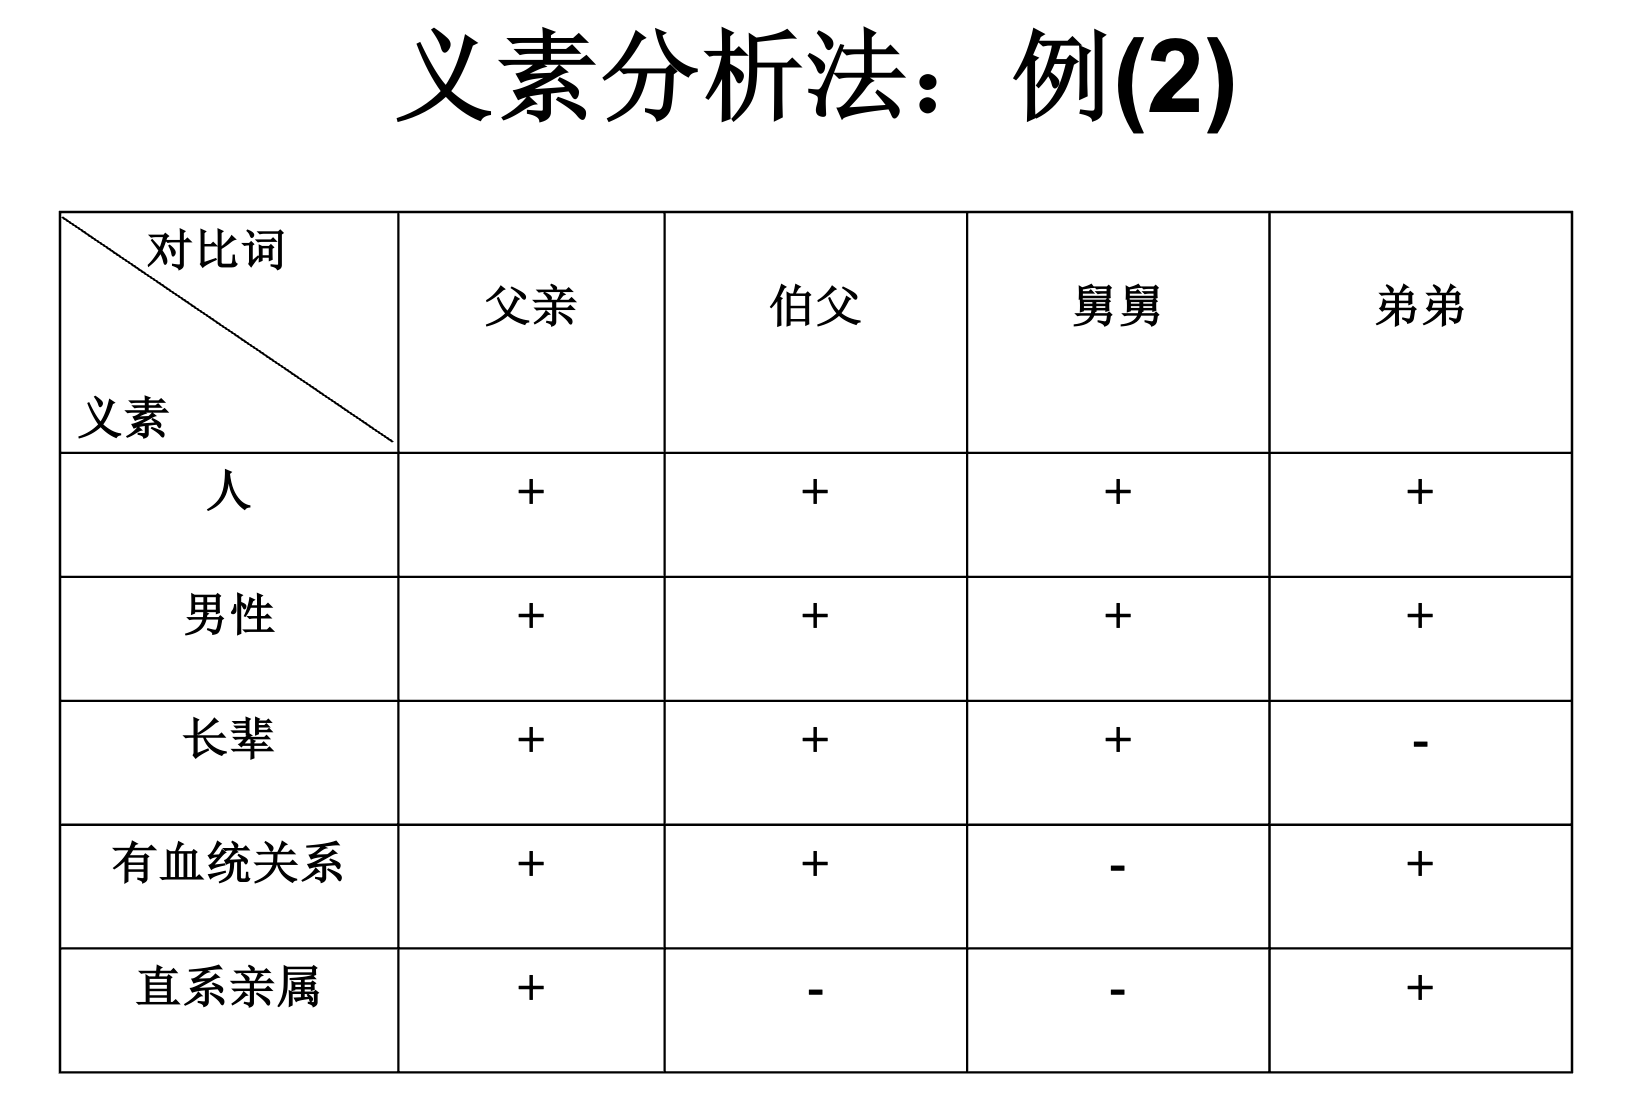 义素分析法：例(2)
对比词
义素
父亲 伯父 舅舅 弟弟
人 + + + +
男性 + + + +
长辈 + + + -
有血统关系 + + - +
直系亲属 + - - +